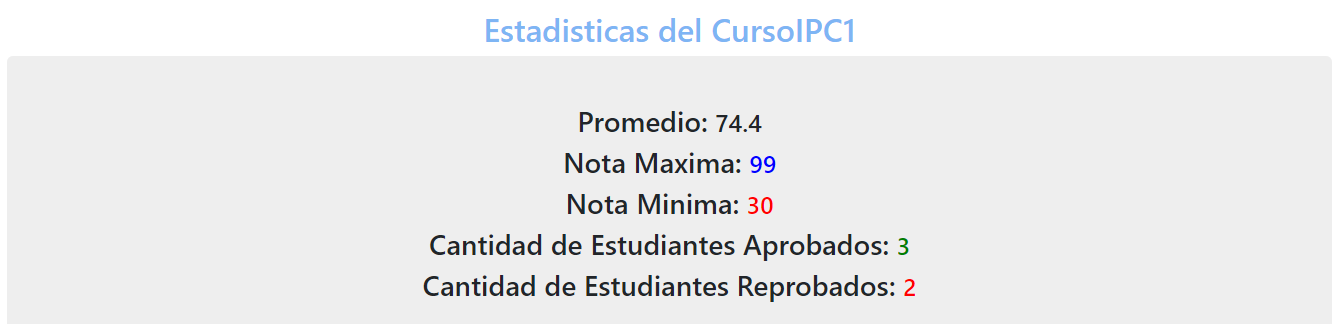 Estadisticas del CursoIPC1
Promedio: 74.4
Nota Maxima: 99
Nota Minima: 30
Cantidad de Estudiantes Aprobados: 3
Cantidad de Estudiantes Reprobados: 2